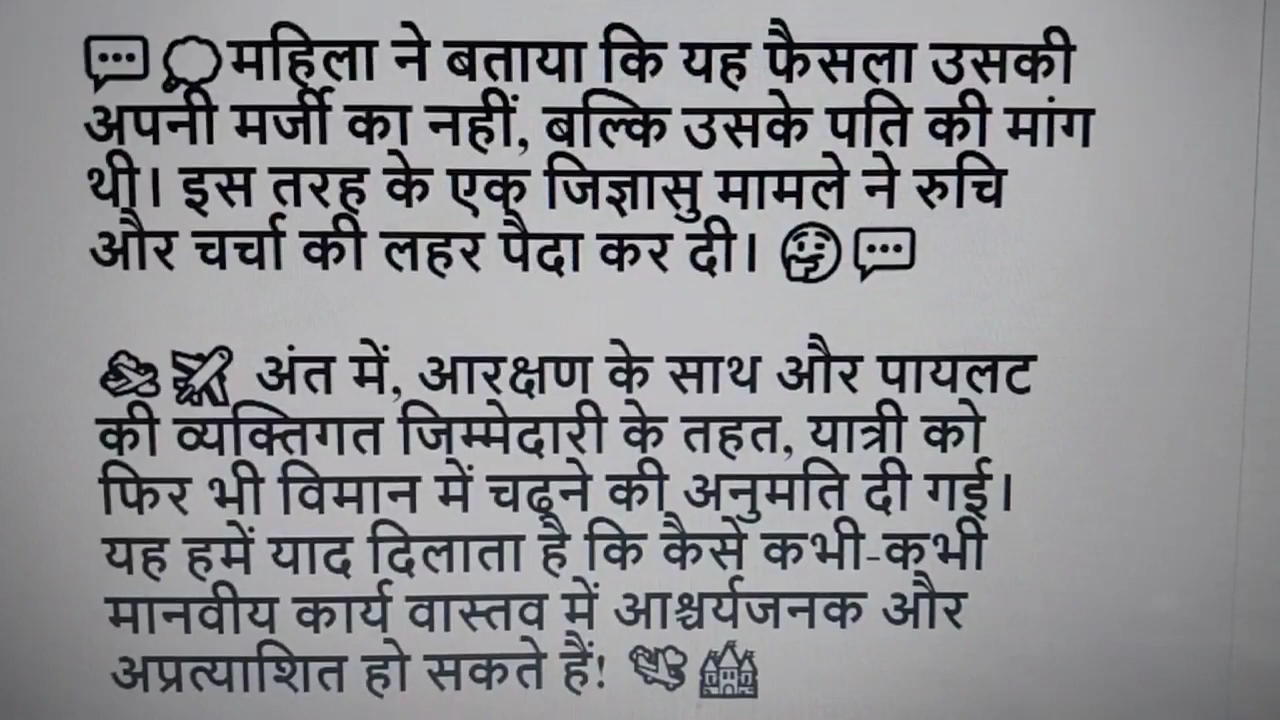 महिला ने बताया कि यह फैसला उसकी
अपनी मर्जी का नहीं, बल्कि उसके पति की मांग
थी। इस तरह के एक जिज्ञासु मामले ने रुचि
और चर्चा की लहर पैदा कर दी।
अंत में, आरक्षण के साथ और पायलट
की व्यक्तिगत जिम्मेदारी के तहत, यात्री को
फिर भी विमान में चढ़ने की अनुमति दी गई।
यह हमें याद दिलाता है कि कैसे कभी-कभी
मानवीय कार्य वास्तव में आश्चर्यजनक और
अप्रत्याशित हो सकते हैं!